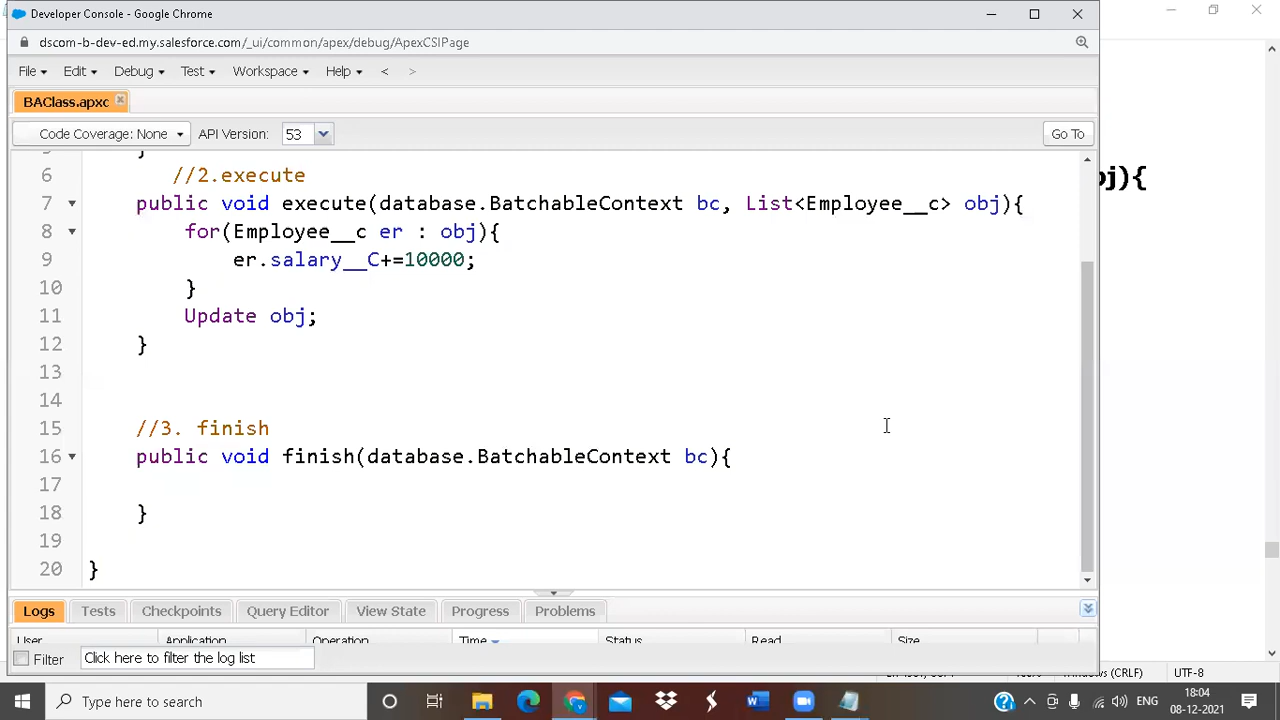 Developer Console - Google Chrome
dscom-b-dev-ed.my.salesforce.com/_ui/common/apex/debug/ApexCSIPage
File Edit Debug Test Workspace Help < >
BAClass.apxc
Code Coverage: None API Version: 53 Go To
6 //2.execute
7 public void execute(database.BatchableContext bc, List<Employee__c> obj){
8 for(Employee__c er : obj){
9 er.salary__C+=10000;
10 }
11 Update obj;
12 }
13
14
15 //3. finish
16 public void finish(database.BatchableContext bc){
17
18 }
19
20 }
Logs Tests Checkpoints Query Editor View State Progress Problems
User Application Operation Time Status Read Size
Filter Click here to filter the log list
j){
(CRLF) UTF-8
Type here to search
ENG
18:04
08-12-2021